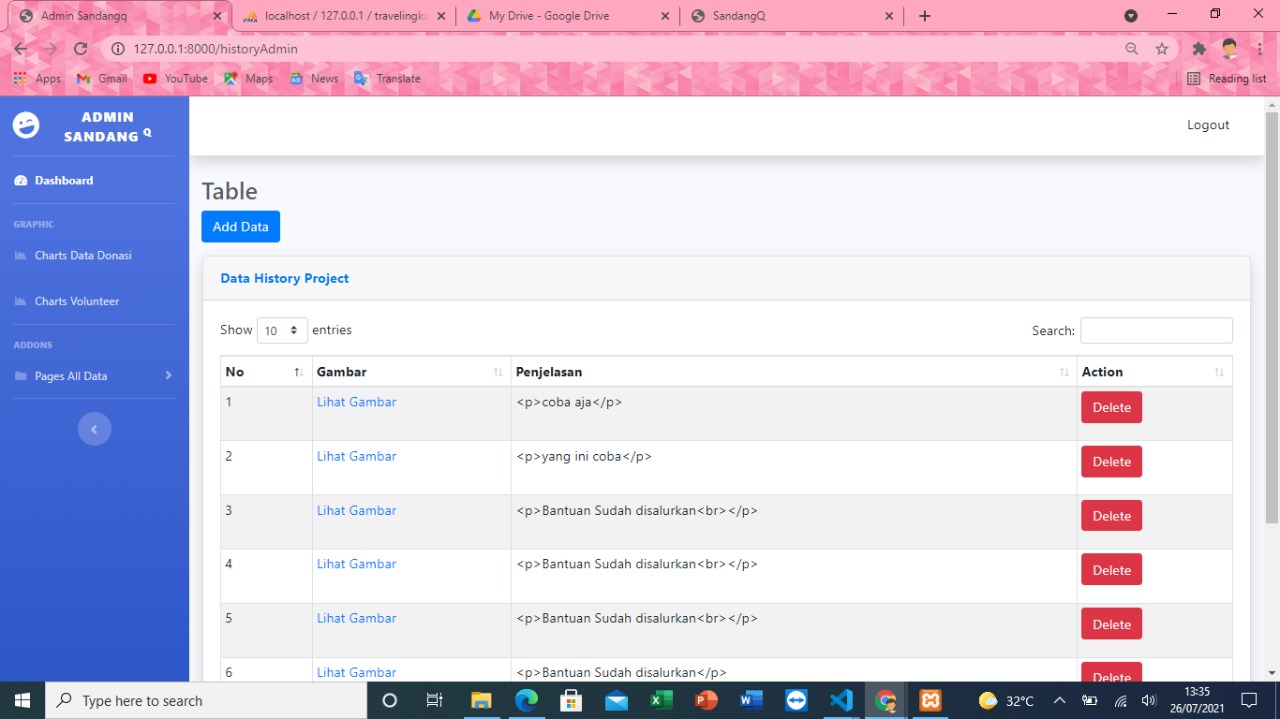 Admin Sandangq
localhost / 127.0.0.1 / travelingku
My Drive - Google Drive
SandangQ
127.0.0.1:8000/historyAdmin
Apps
Gmail
YouTube
Maps
News
Translate
Reading list
ADMIN
SANDANG Q
Logout
Dashboard
GRAPHIC
Charts Data Donasi
Charts Volunteer
ADDONS
Pages All Data
Table
Add Data
Data History Project
Show 10 entries
Search:
No Gambar Penjelasan Action
1 Lihat Gambar <p>coba aja</p> Delete
2 Lihat Gambar <p>yang ini coba</p> Delete
3 Lihat Gambar <p>Bantuan Sudah disalurkan<br></p> Delete
4 Lihat Gambar <p>Bantuan Sudah disalurkan<br></p> Delete
5 Lihat Gambar <p>Bantuan Sudah disalurkan<br></p> Delete
6 Lihat Gambar <p>Bantuan Sudah disalurkan</p> Delete
Type here to search
32°C
13:35
26/07/2021